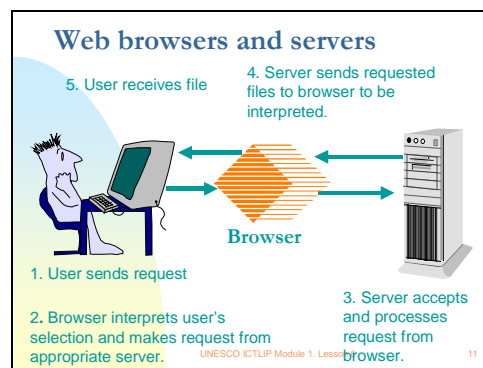 Web browsers and servers
5. User receives file
4. Server sends requested
files to browser to be
interpreted.
Browser
1. User sends request
2. Browser interprets user's
selection and makes request from
appropriate server.
3. Server accepts
and processes
request from
browser.
UNESCO ICTLIP Module 1. Lesson
11